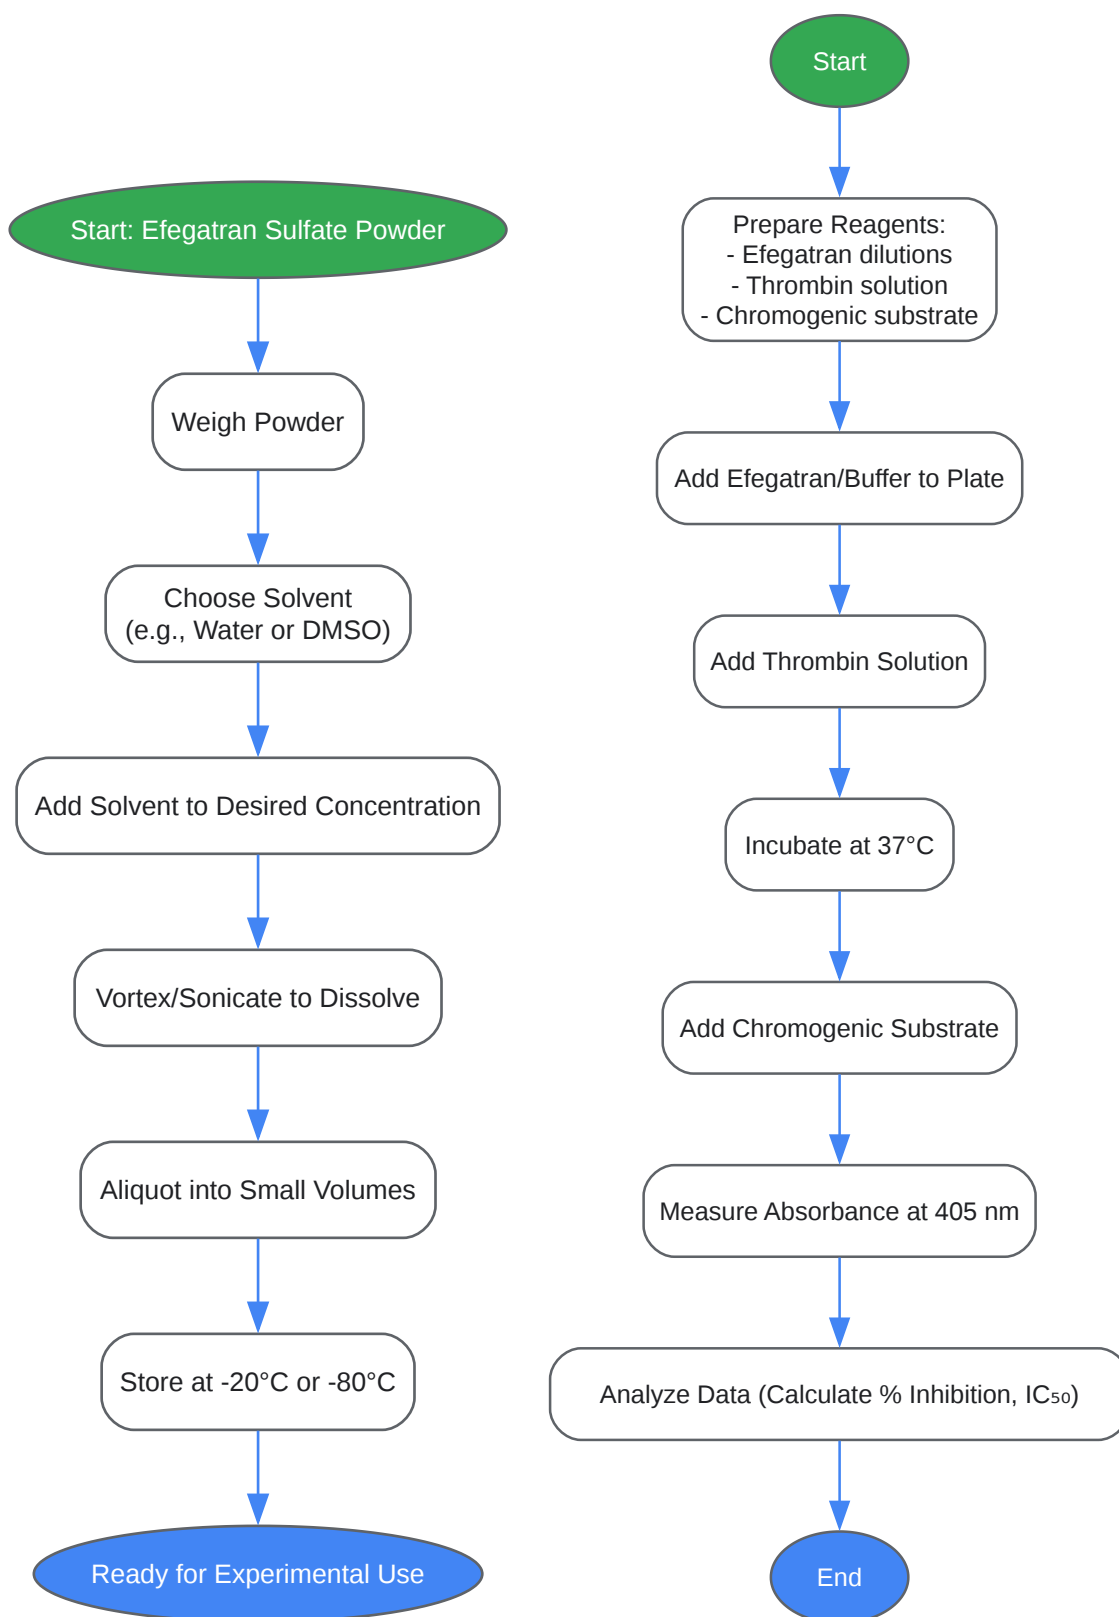 Start: Efegatran Sulfate Powder
Weigh Powder
Choose Solvent
(e.g., Water or DMSO)
Add Solvent to Desired Concentration
Vortex/Sonicate to Dissolve
Aliquot into Small Volumes
Store at -20°C or -80°C
Ready for Experimental Use
Start
Prepare Reagents:
- Efegatran dilutions
- Thrombin solution
- Chromogenic substrate
Add Efegatran/Buffer to Plate
Add Thrombin Solution
Incubate at 37°C
Add Chromogenic Substrate
Measure Absorbance at 405 nm
Analyze Data (Calculate % Inhibition, IC₅₀)
End